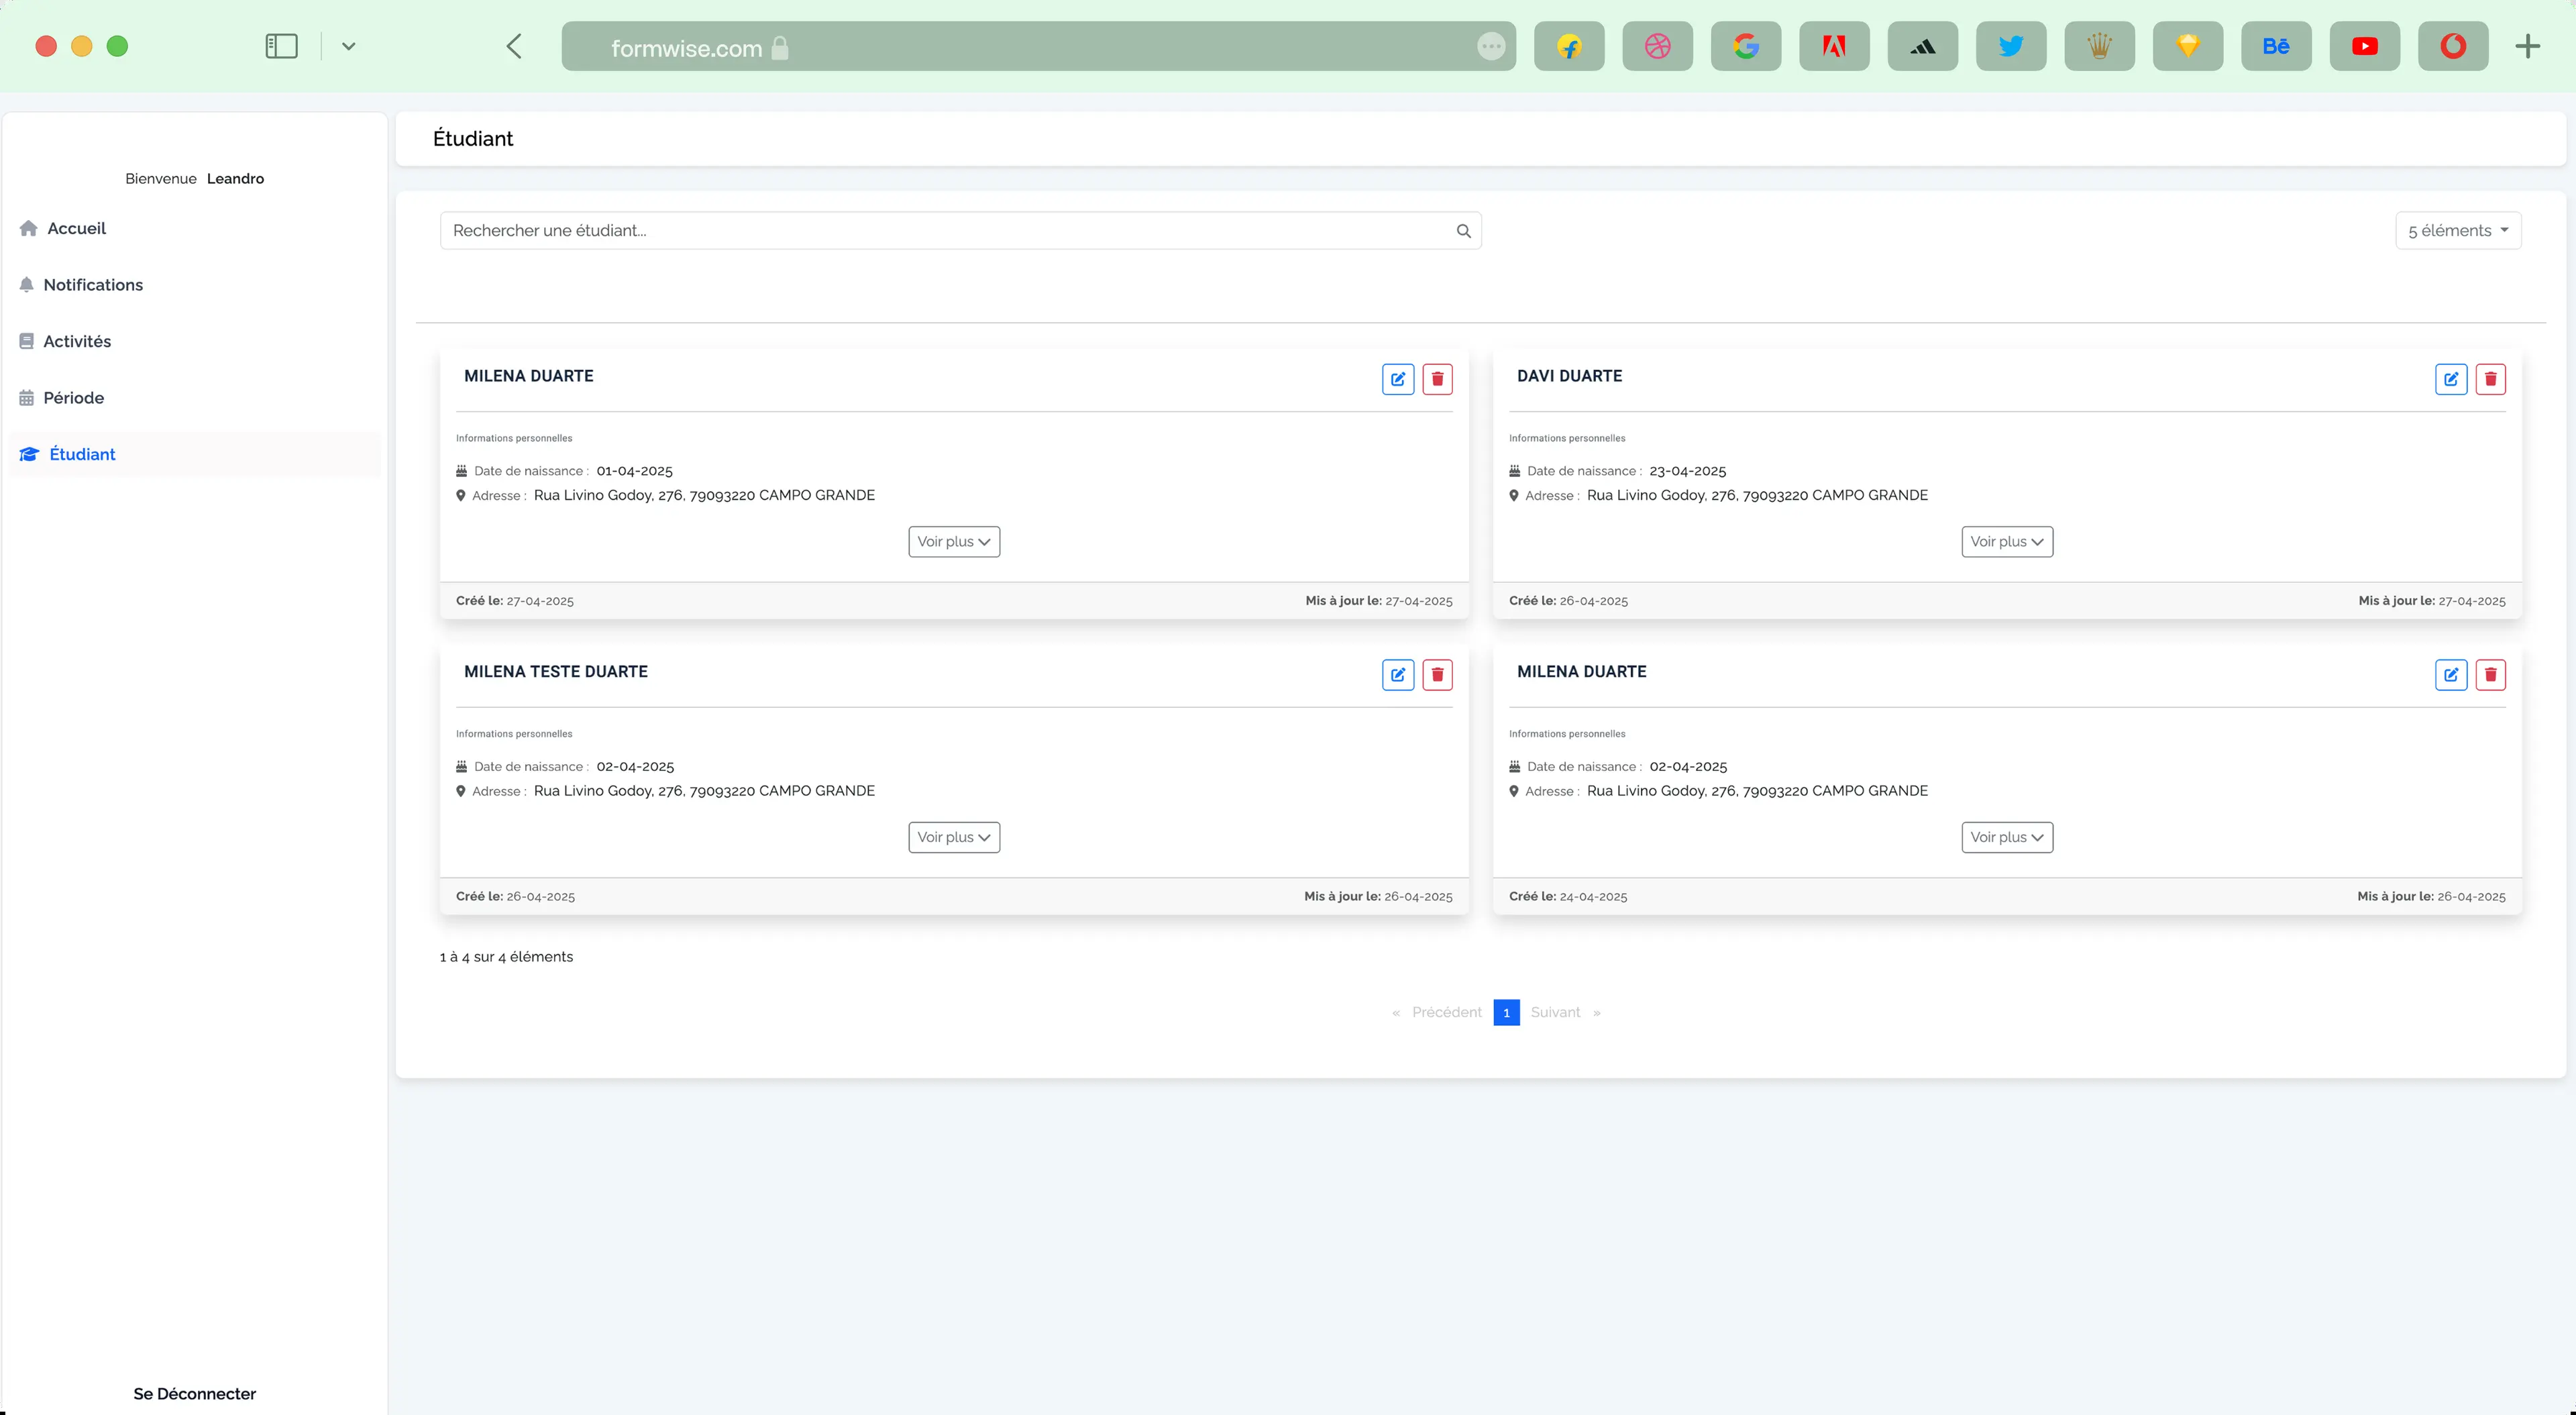 formwise.com
Bē
Étudiant
Bienvenue Leandro
Accueil
Notifications
Activités
Période
Étudiant
Se Déconnecter
Rechercher une étudiant...
5 éléments
MILENA DUARTE
Informations personnelles
Date de naissance : 01-04-2025
Adresse : Rua Livino Godoy, 276, 79093220 CAMPO GRANDE
Voir plus
Créé le: 27-04-2025 Mis à jour le: 27-04-2025
DAVI DUARTE
Informations personnelles
Date de naissance : 23-04-2025
Adresse : Rua Livino Godoy, 276, 79093220 CAMPO GRANDE
Voir plus
Créé le: 26-04-2025 Mis à jour le: 27-04-2025
MILENA TESTE DUARTE
Informations personnelles
Date de naissance : 02-04-2025
Adresse : Rua Livino Godoy, 276, 79093220 CAMPO GRANDE
Voir plus
Créé le: 26-04-2025 Mis à jour le: 26-04-2025
MILENA DUARTE
Informations personnelles
Date de naissance : 02-04-2025
Adresse : Rua Livino Godoy, 276, 79093220 CAMPO GRANDE
Voir plus
Créé le: 24-04-2025 Mis à jour le: 26-04-2025
1 à 4 sur 4 éléments
« Précédent 1 Suivant »